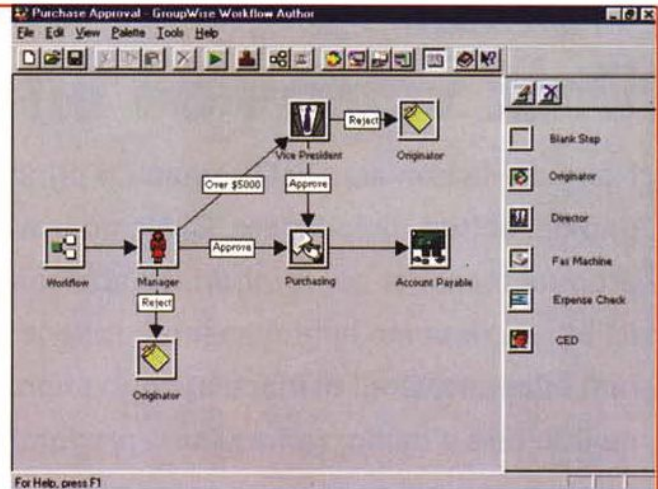 Purchase Approval - GroupWise Workflow Author
File Edit View Palette Tools Help
Reject
Vice President
Originator
Over $5000
Approve
Approve
Workflow
Manager
Purchasing
Account Payable
Reject
Originator
Blank Step
Originator
Director
Fax Machine
Expense Check
CEO
For Help, press F1